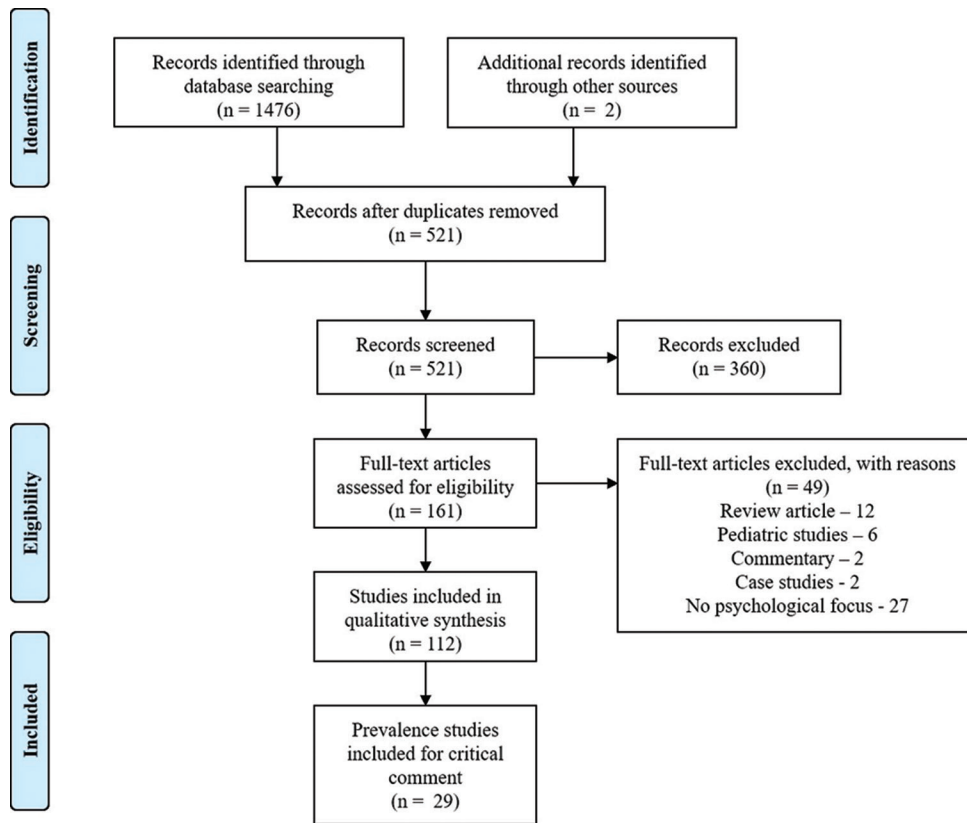 Identification
Records identified through
database searching
(n = 1476)
Additional records identified
through other sources
(n = 2)
Records after duplicates removed
(n = 521)
Screening
Records screened
(n = 521)
Records excluded
(n = 360)
Eligibility
Full-text articles
assessed for eligibility
(n = 161)
Full-text articles excluded, with reasons
(n = 49)
Review article – 12
Pediatric studies – 6
Commentary – 2
Case studies - 2
No psychological focus - 27
Studies included in
qualitative synthesis
(n = 112)
Included
Prevalence studies
included for critical
comment
(n = 29)